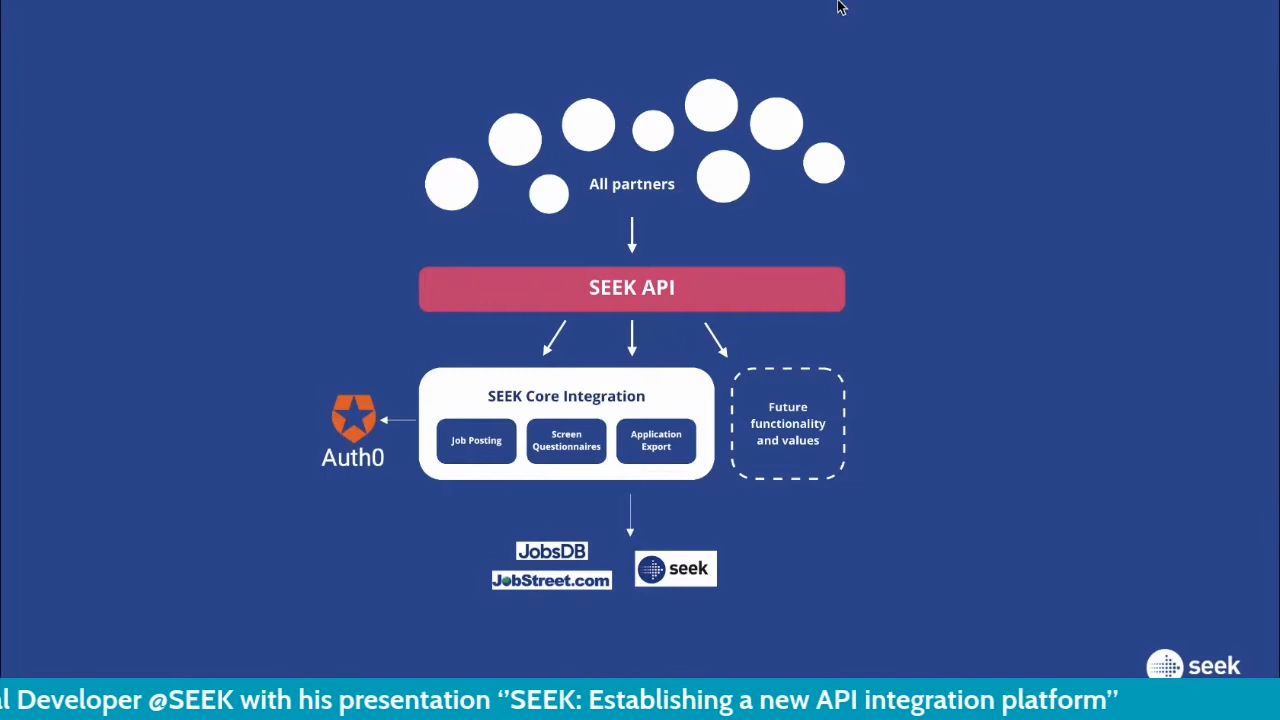 All partners
SEEK API
SEEK Core Integration
Job Posting
Screen
Questionnaires
Application
Export
Future
functionality
and values
Auth0
JobsDB
JobStreet.com
seek
seek
Developer @SEEK with his presentation ‘’SEEK: Establishing a new API integration platform’’